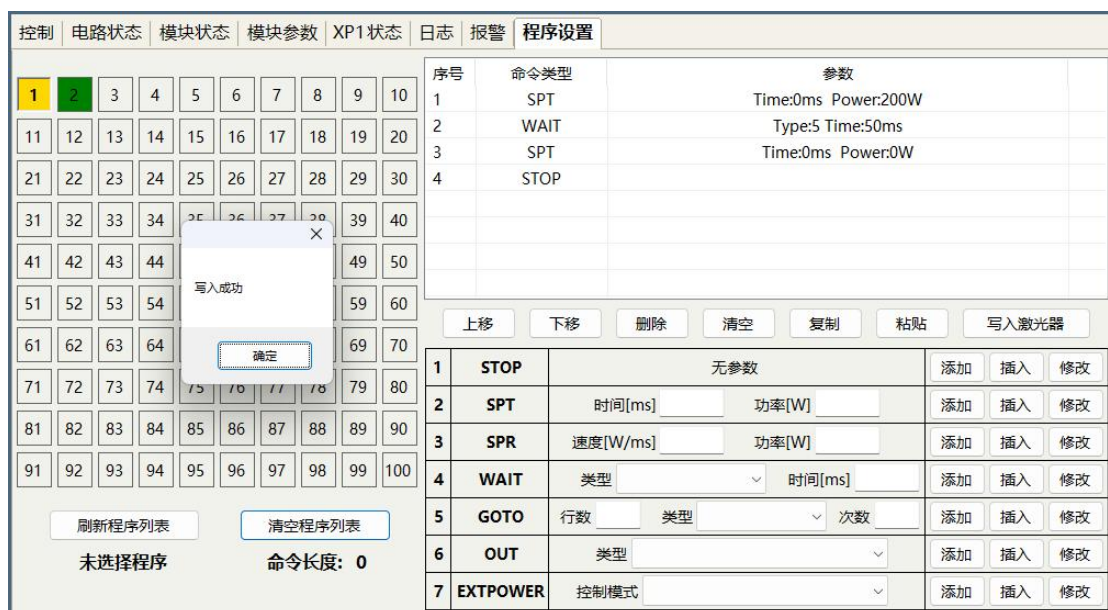 控制 电路状态 模块状态 模块参数 XP1状态 日志 报警 程序设置
序号 命令类型 参数
1 SPT Time:0ms Power:200W
2 WAIT Type:5 Time:50ms
3 SPT Time:0ms Power:0W
4 STOP
1 2 3 4 5 6 7 8 9 10
11 12 13 14 15 16 17 18 19 20
21 22 23 24 25 26 27 28 29 30
31 32 33 34 35 36 37 38 39 40
41 42 43 44 49 50
51 52 53 54 59 60
61 62 63 64 69 70
71 72 73 74 75 76 77 78 79 80
81 82 83 84 85 86 87 88 89 90
91 92 93 94 95 96 97 98 99 100
写入成功
确定
刷新程序列表 清空程序列表
未选择程序 命令长度: 0
上移 下移 删除 清空 复制 粘贴 写入激光器
1 STOP 无参数 添加 插入 修改
2 SPT 时间[ms] 功率[W] 添加 插入 修改
3 SPR 速度[W/ms] 功率[W] 添加 插入 修改
4 WAIT 类型 时间[ms] 添加 插入 修改
5 GOTO 行数 类型 次数 添加 插入 修改
6 OUT 类型 添加 插入 修改
7 EXTPOWER 控制模式 添加 插入 修改